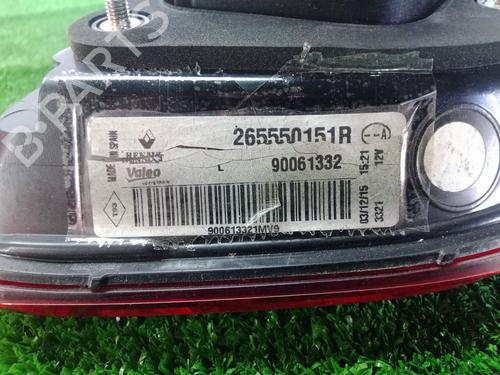 B-PARTS
MADE IN SPAIN
RENAULT
265550151R
--A
Valeo
L
90061332
12V
15:21
03/12/15
3321
900613321MV9